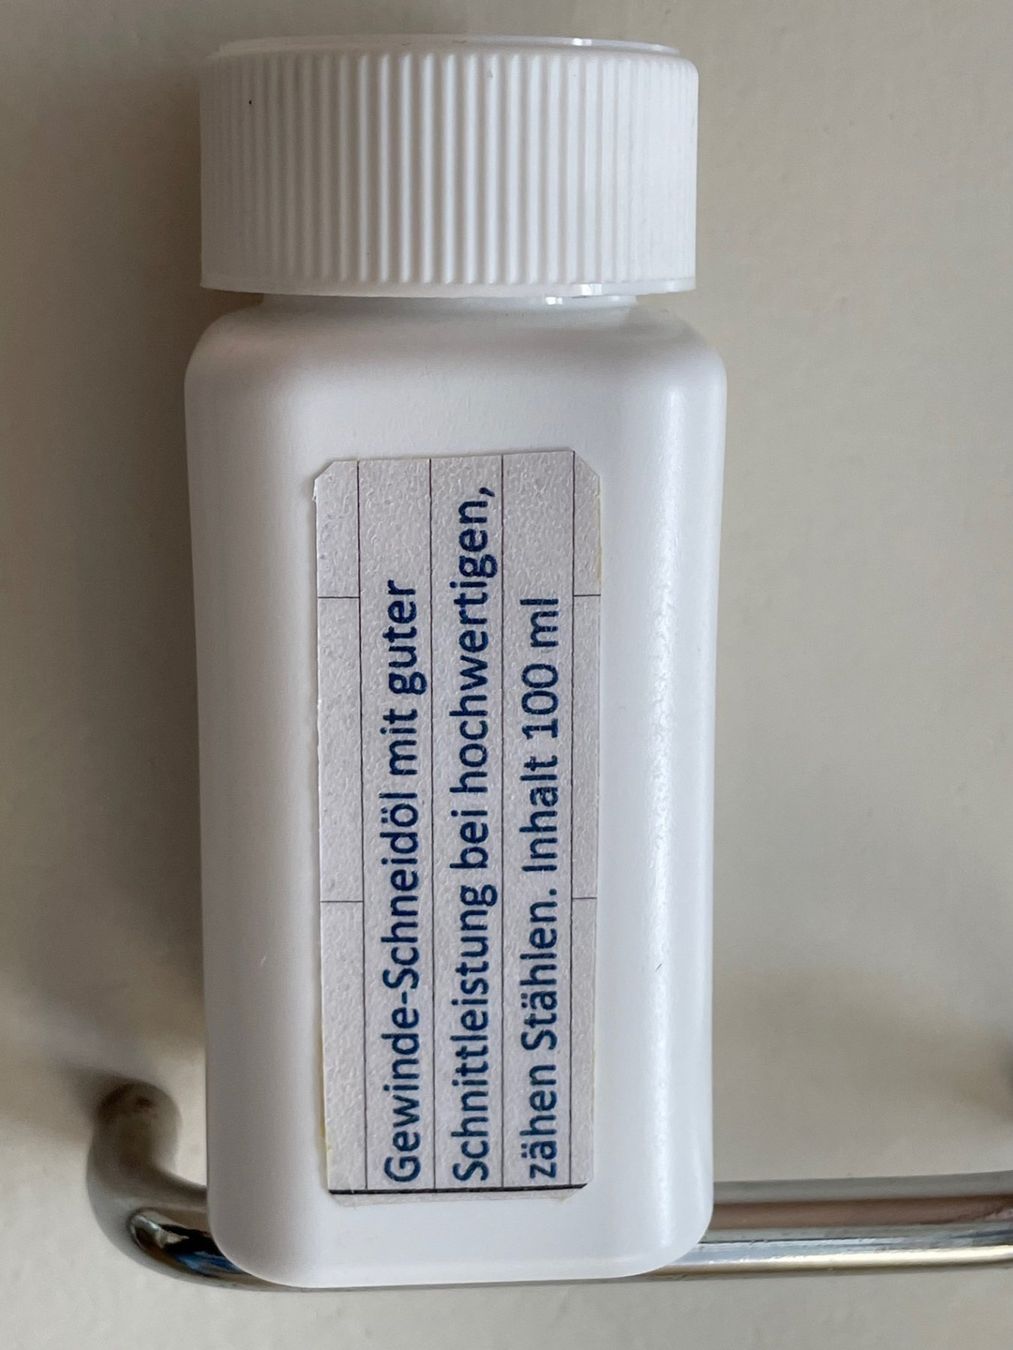 Gewinde-Schneidöl mit guter
Schnittleistung bei hochwertigen,
zähen Stählen. Inhalt 100 ml